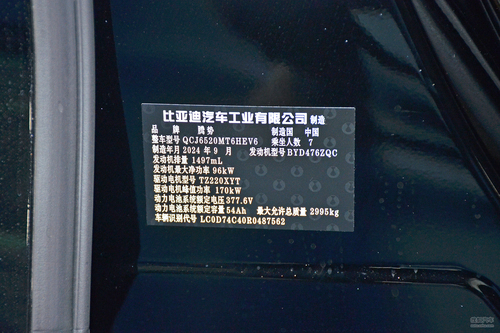 比亚迪汽车工业有限公司 制造
品 牌 腾势 制造国 中国
整车型号 QCJ6520MT6HEV6 乘坐人数 7
制造年月 2024 年 9 月 发动机型号 BYD476ZQC
发动机排量 1497mL
发动机最大净功率 96kW
驱动电机型号 TZ220XYT
驱动电机峰值功率 170kW
动力电池系统额定电压 377.6V
动力电池系统额定容量 54Ah 最大允许总质量 2995kg
车辆识别代号 LC0D74C40R0487562